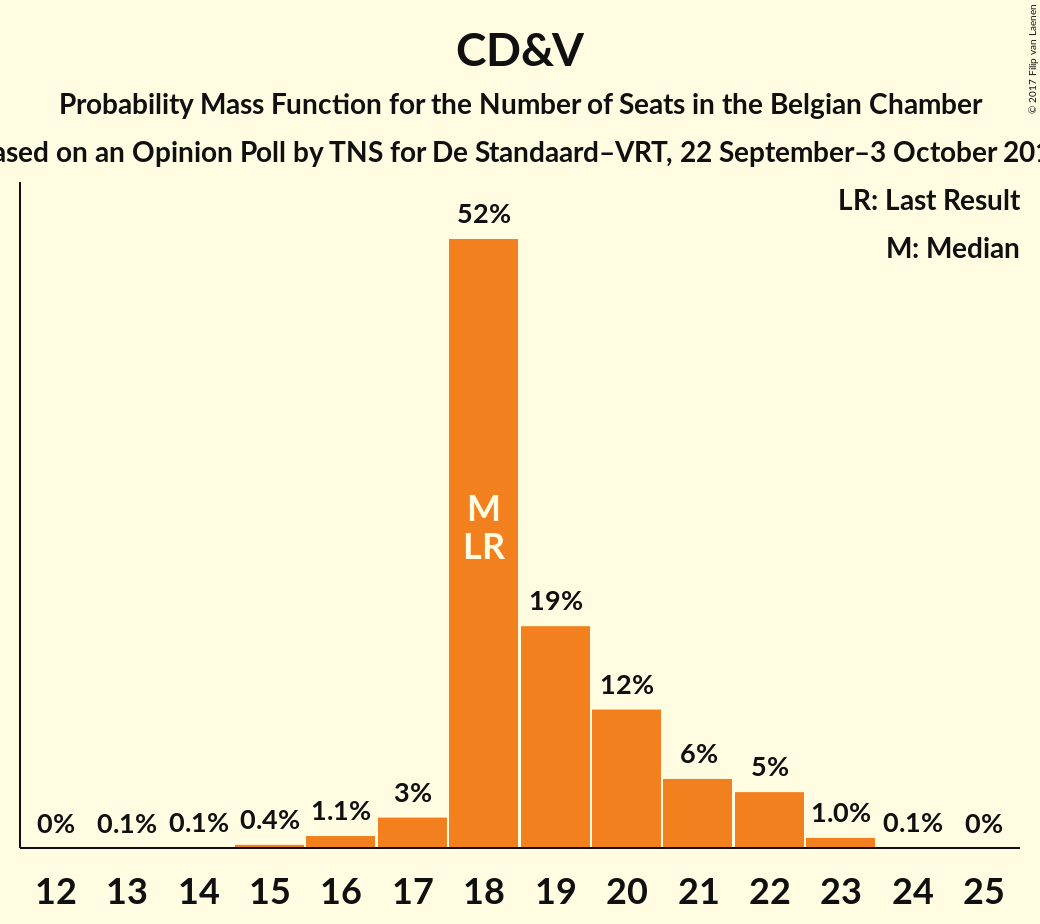 CD&V
Probability Mass Function for the Number of Seats in the Belgian Chamber
on an Opinion Poll by TNS for De Standaard–VRT, 22 September–3 October
© 2017 Filip van Laenen
LR: Last Result
M: Median
52%
M
LR
19%
12%
6%
5%
3%
1.1%
1.0%
0.4%
0%
0.1%
0.1%
0.1%
0%
12 13 14 15 16 17 18 19 20 21 22 23 24 25